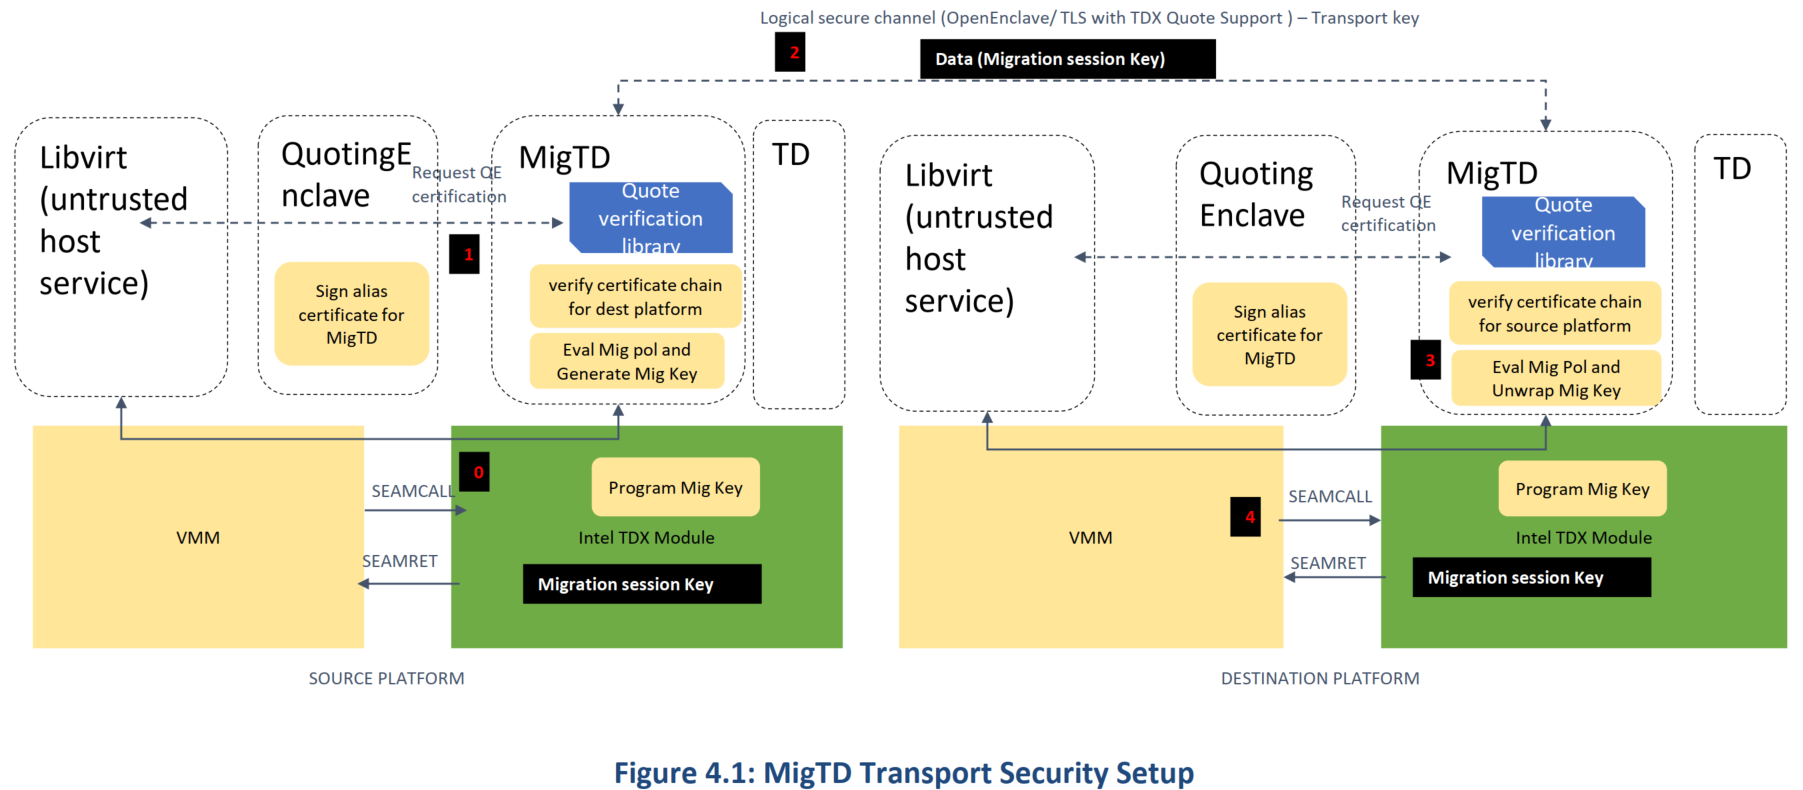 Logical secure channel (OpenEnclave/ TLS with TDX Quote Support ) – Transport key
2
Data (Migration session Key)
Libvirt
(untrusted
host
service)
QuotingE
nclave
Request QE
certification
1
Sign alias
certificate for
MigTD
MigTD
Quote
verification
library
verify certificate chain
for dest platform
Eval Mig pol and
Generate Mig Key
TD
VMM
SEAMCALL
SEAMRET
0
Program Mig Key
Intel TDX Module
Migration session Key
SOURCE PLATFORM
Libvirt
(untrusted
host
service)
Quoting
Enclave
Request QE
certification
Sign alias
certificate for
MigTD
MigTD
Quote
verification
library
verify certificate chain
for source platform
3
Eval Mig Pol and
Unwrap Mig Key
TD
VMM
4
SEAMCALL
SEAMRET
Program Mig Key
Intel TDX Module
Migration session Key
DESTINATION PLATFORM
Figure 4.1: MigTD Transport Security Setup